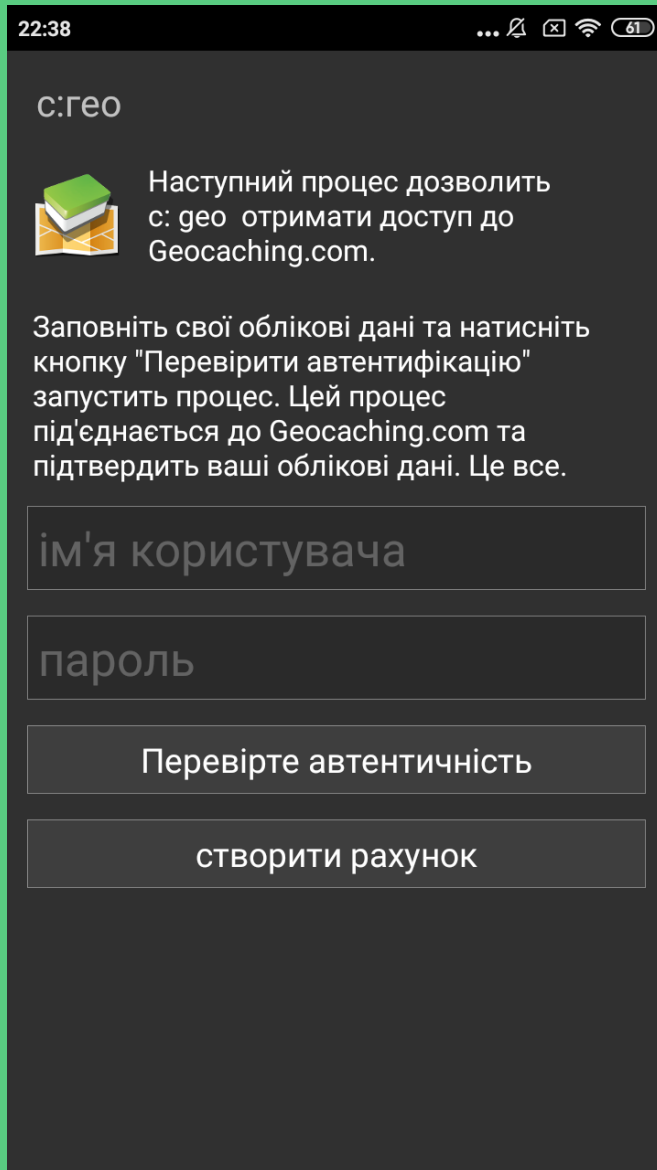 22:38
61
с:гео
Наступний процес дозволить
c: geo отримати доступ до
Geocaching.com.
Заповніть свої облікові дані та натисніть
кнопку "Перевірити автентифікацію"
запустить процес. Цей процес
під'єднається до Geocaching.com та
підтвердить ваші облікові дані. Це все.
ім'я користувача
пароль
Перевірте автентичність
створити рахунок